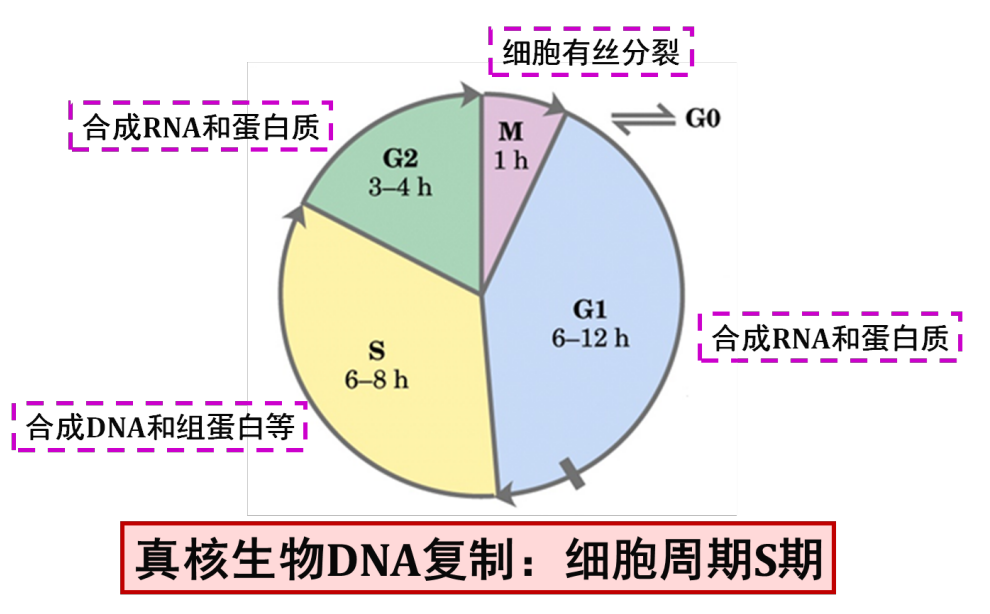 细胞有丝分裂
合成RNA和蛋白质
M
1 h
G0
G2
3–4 h
G1
6–12 h
合成RNA和蛋白质
S
6–8 h
合成DNA和组蛋白等
真核生物DNA复制：细胞周期S期